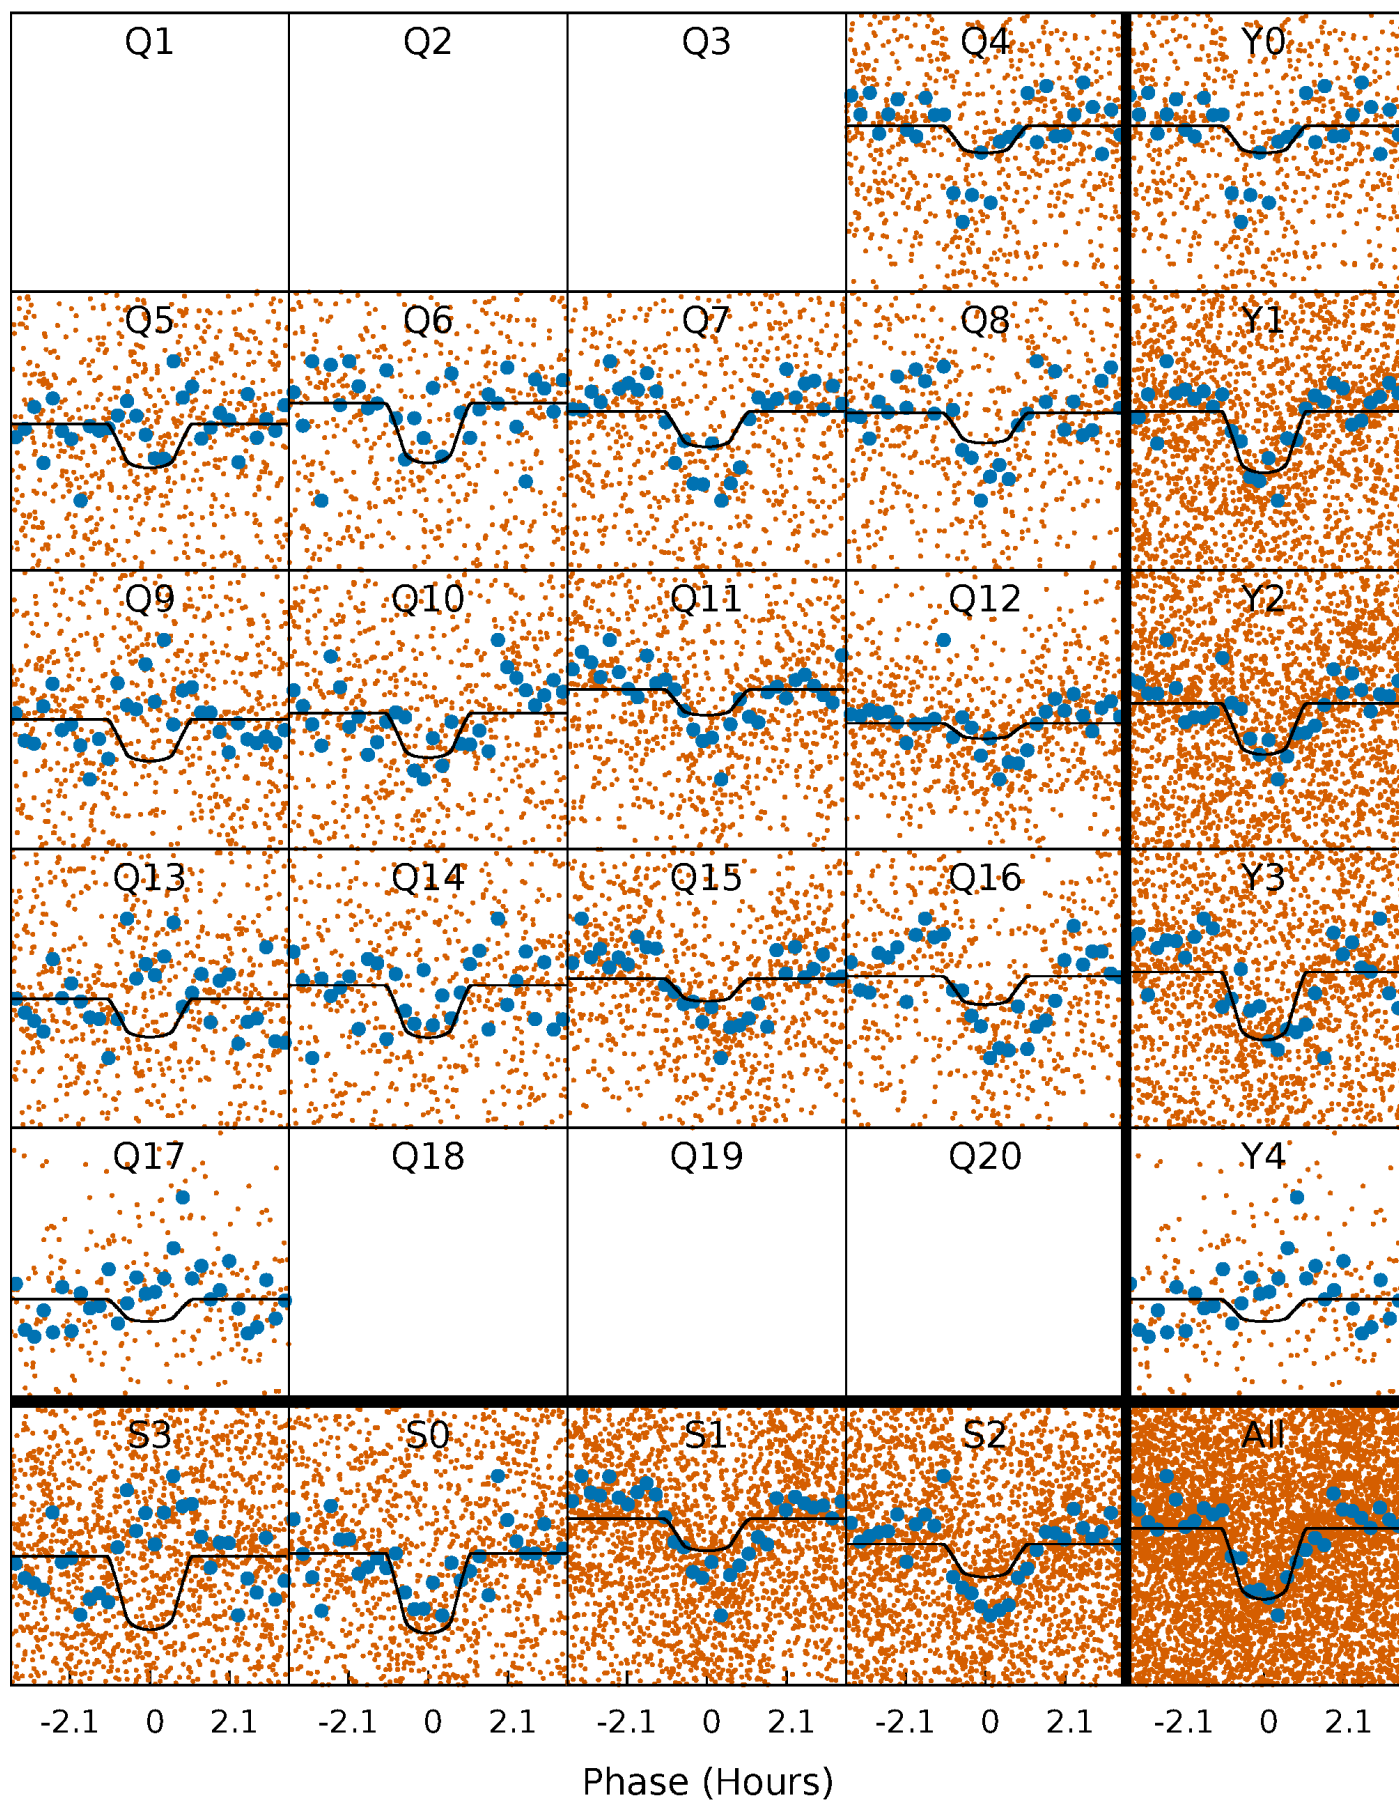 Q1 Q2 Q3 Q4 Y0
Q5 Q6 Q7 Q8 Y1
Q9 Q10 Q11 Q12 Y2
Q13 Q14 Q15 Q16 Y3
Q17 Q18 Q19 Q20 Y4
S3 S0 S1 S2 All
-2.1 0 2.1 -2.1 0 2.1 -2.1 0 2.1 -2.1 0 2.1 -2.1 0 2.1
Phase (Hours)